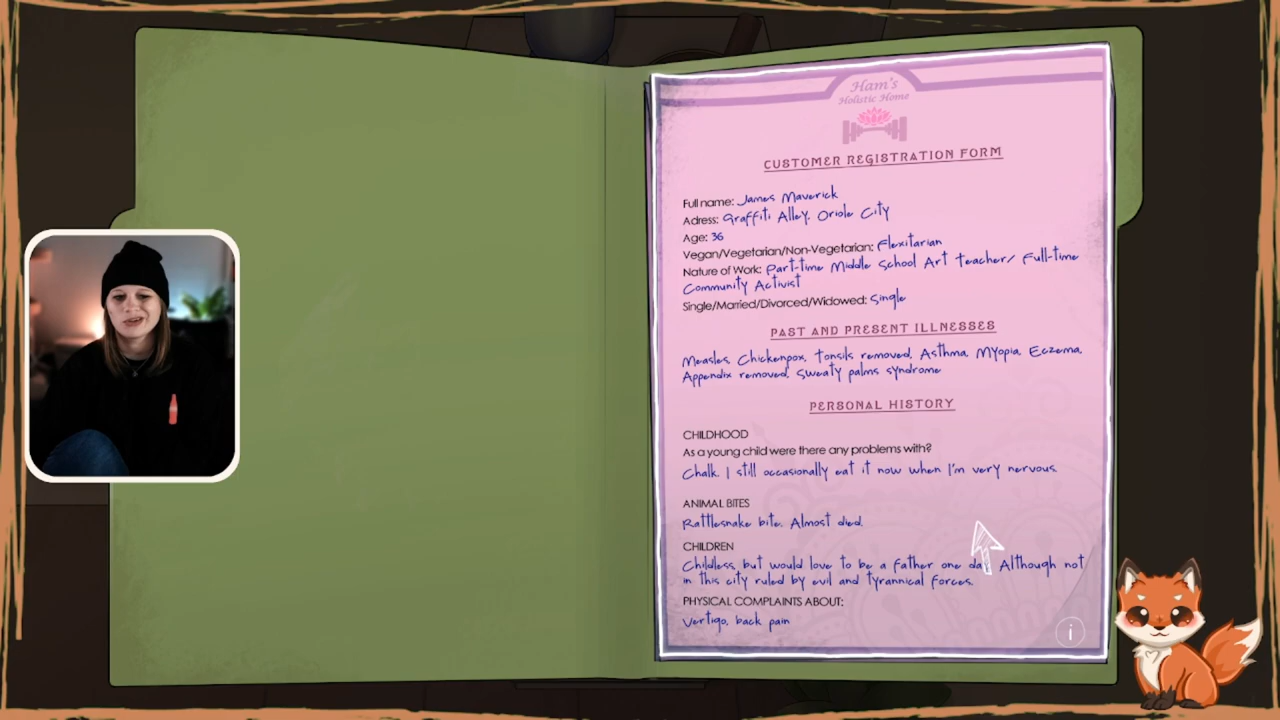 Ham's
Holistic Home
CUSTOMER REGISTRATION FORM
Full name: James Maverick
Adress: Graffiti Alley, Oriole City
Age: 36
Vegan/Vegetarian/Non-Vegetarian: Flexitarian
Nature of Work: Part-time Middle School Art Teacher/ Full-time
Community Activist
Single/Married/Divorced/Widowed: Single
PAST AND PRESENT ILLNESSES
Measles, Chickenpox, Tonsils removed, Asthma, Myopia, Eczema,
Appendix removed, Sweaty palms syndrome
PERSONAL HISTORY
CHILDHOOD
As a young child were there any problems with?
Chalk. I still occasionally eat it now when I'm very nervous.
ANIMAL BITES
Rattlesnake bite. Almost died.
CHILDREN
Childless, but would love to be a father one day. Although not
in this city ruled by evil and tyrannical forces.
PHYSICAL COMPLAINTS ABOUT:
Vertigo, back pain
i